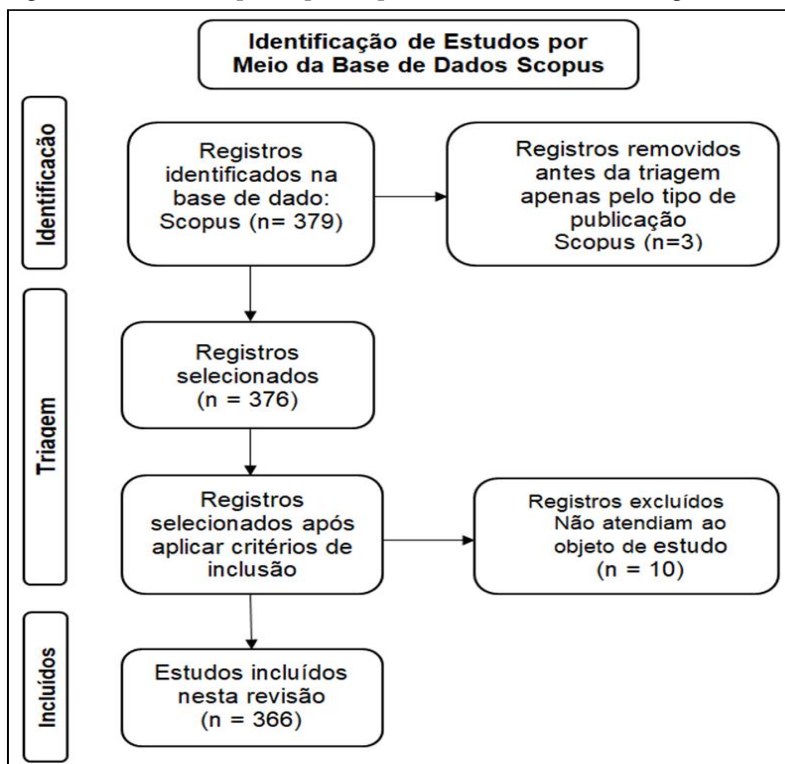 Identificação de Estudos por
Meio da Base de Dados Scopus
Identificação
Registros
identificados na
base de dado:
Scopus (n= 379)
Registros removidos
antes da triagem
apenas pelo tipo de
publicação
Scopus (n=3)
Triagem
Registros
selecionados
(n = 376)
Registros
selecionados após
aplicar critérios de
inclusão
Registros excluídos
Não atendiam ao
objeto de estudo
(n = 10)
Incluídos
Estudos incluídos
nesta revisão
(n = 366)